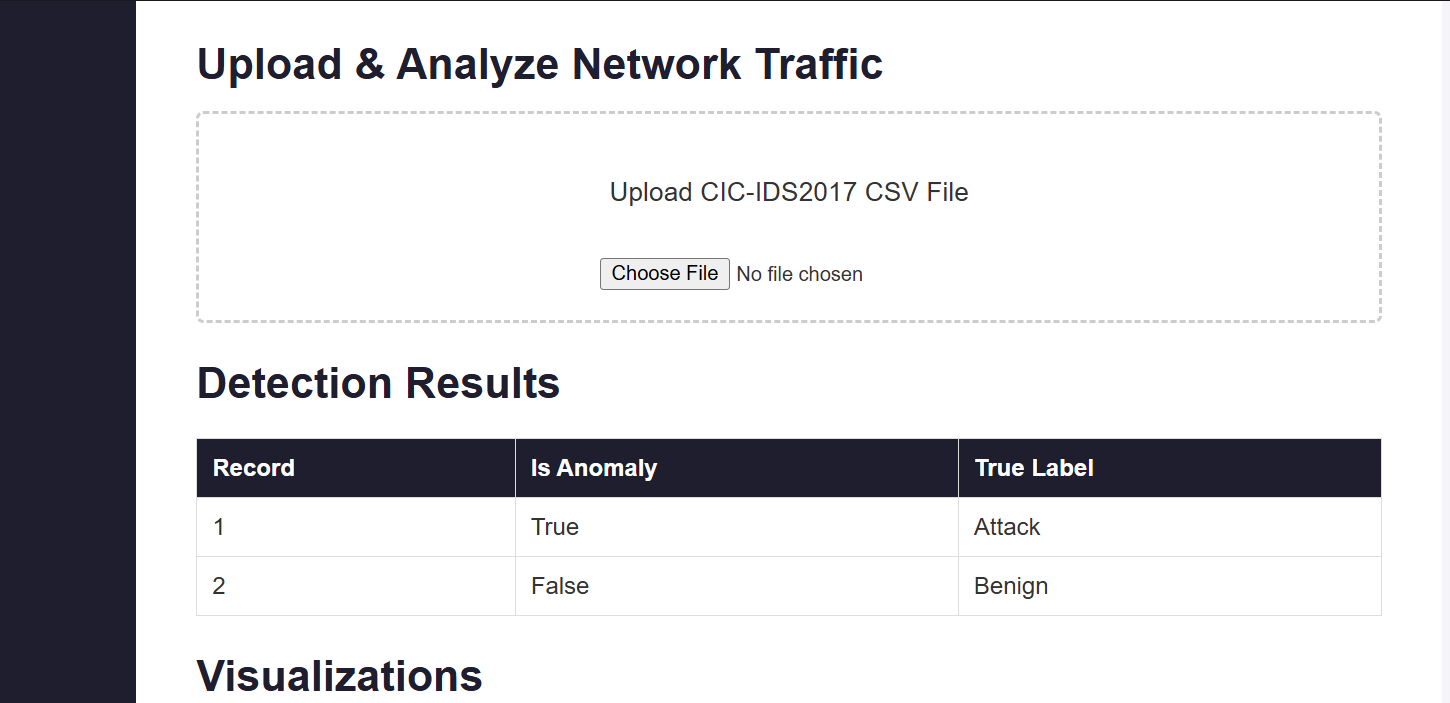 Upload & Analyze Network Traffic
Upload CIC-IDS2017 CSV File
Choose File No file chosen
Detection Results
Record Is Anomaly True Label
1 True Attack
2 False Benign
Visualizations